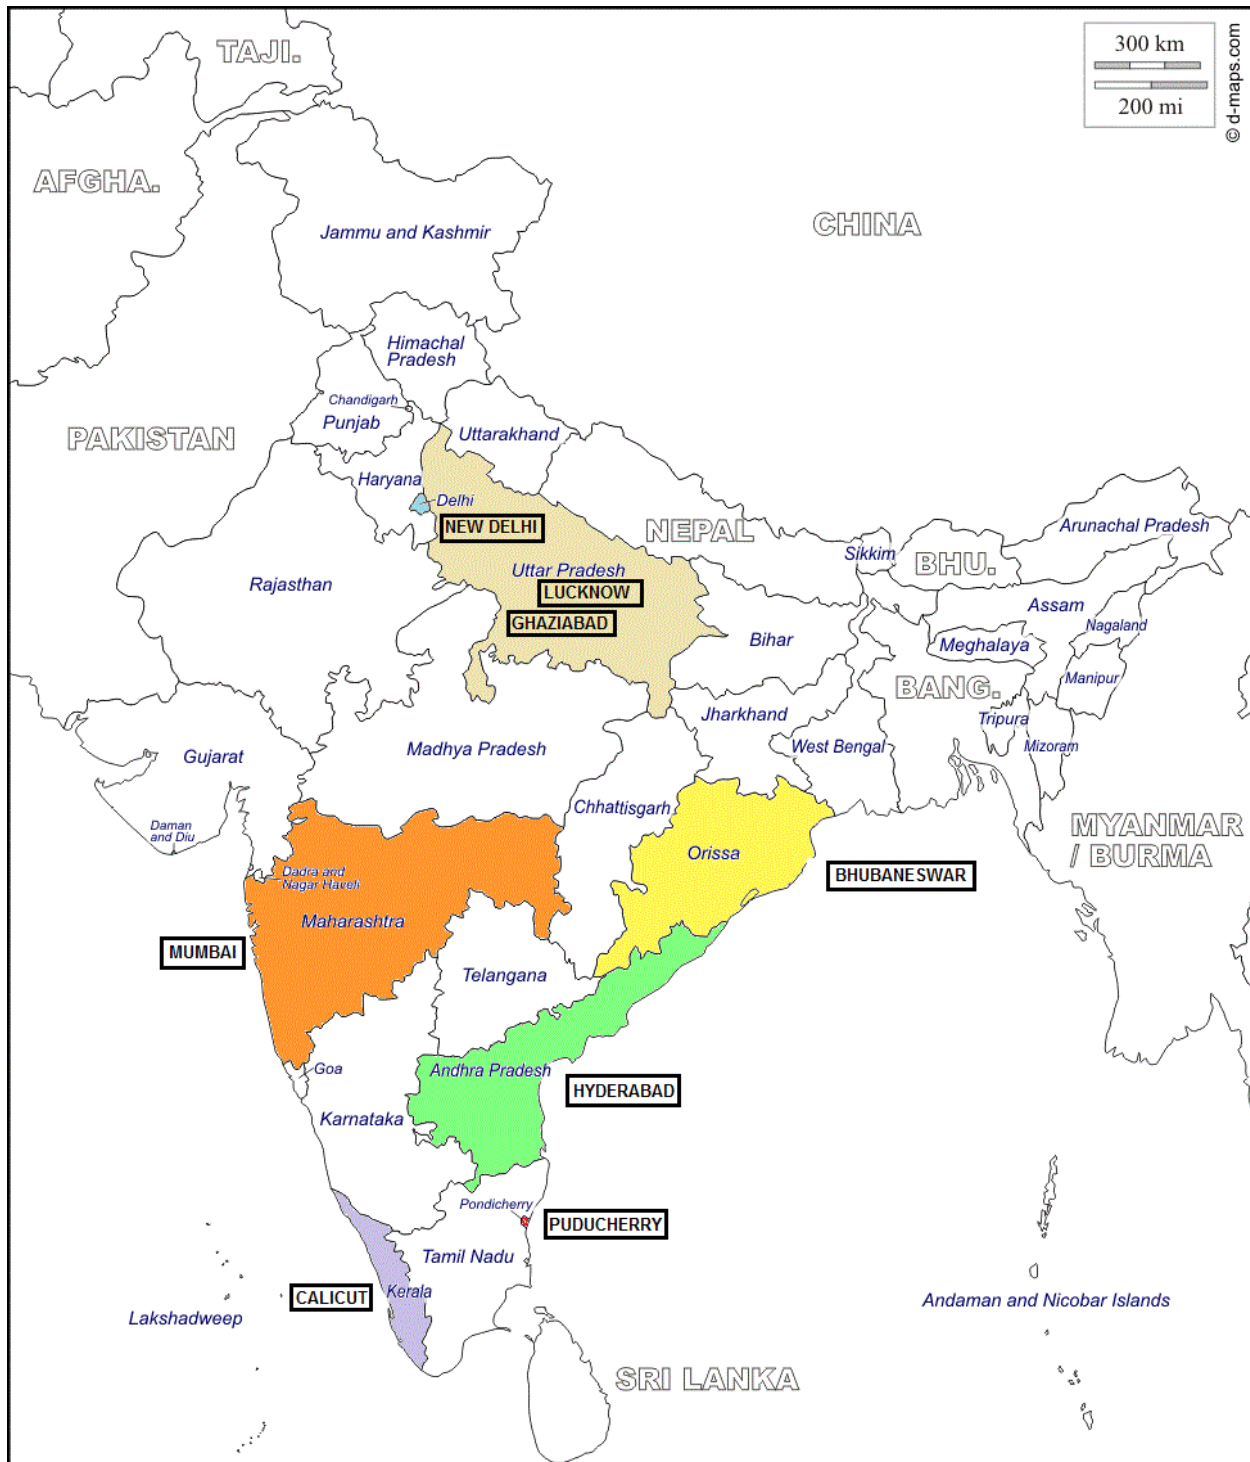 TAJI.
300 km
200 mi
© d-maps.com
AFGHA.
CHINA
Jammu and Kashmir
Himachal
Pradesh
Chandigarh
Punjab
PAKISTAN
Uttarakhand
Haryana
Delhi
NEW DELHI
NEPAL
Arunachal Pradesh
Sikkim
BHU.
Uttar Pradesh
Rajasthan
LUCKNOW
Assam
GHAZIABAD
Nagaland
Bihar
Meghalaya
Manipur
BANG.
Jharkhand
Tripura
West Bengal
Mizoram
Madhya Pradesh
Gujarat
Chhattisgarh
Daman
and Diu
MYANMAR
/ BURMA
Orissa
Dadra and
Nagar Haveli
BHUBANESWAR
Maharashtra
MUMBAI
Telangana
Goa
Andhra Pradesh
HYDERABAD
Karnataka
Pondicherry
PUDUCHERRY
Tamil Nadu
Kerala
CALICUT
Lakshadweep
Andaman and Nicobar Islands
SRI LANKA